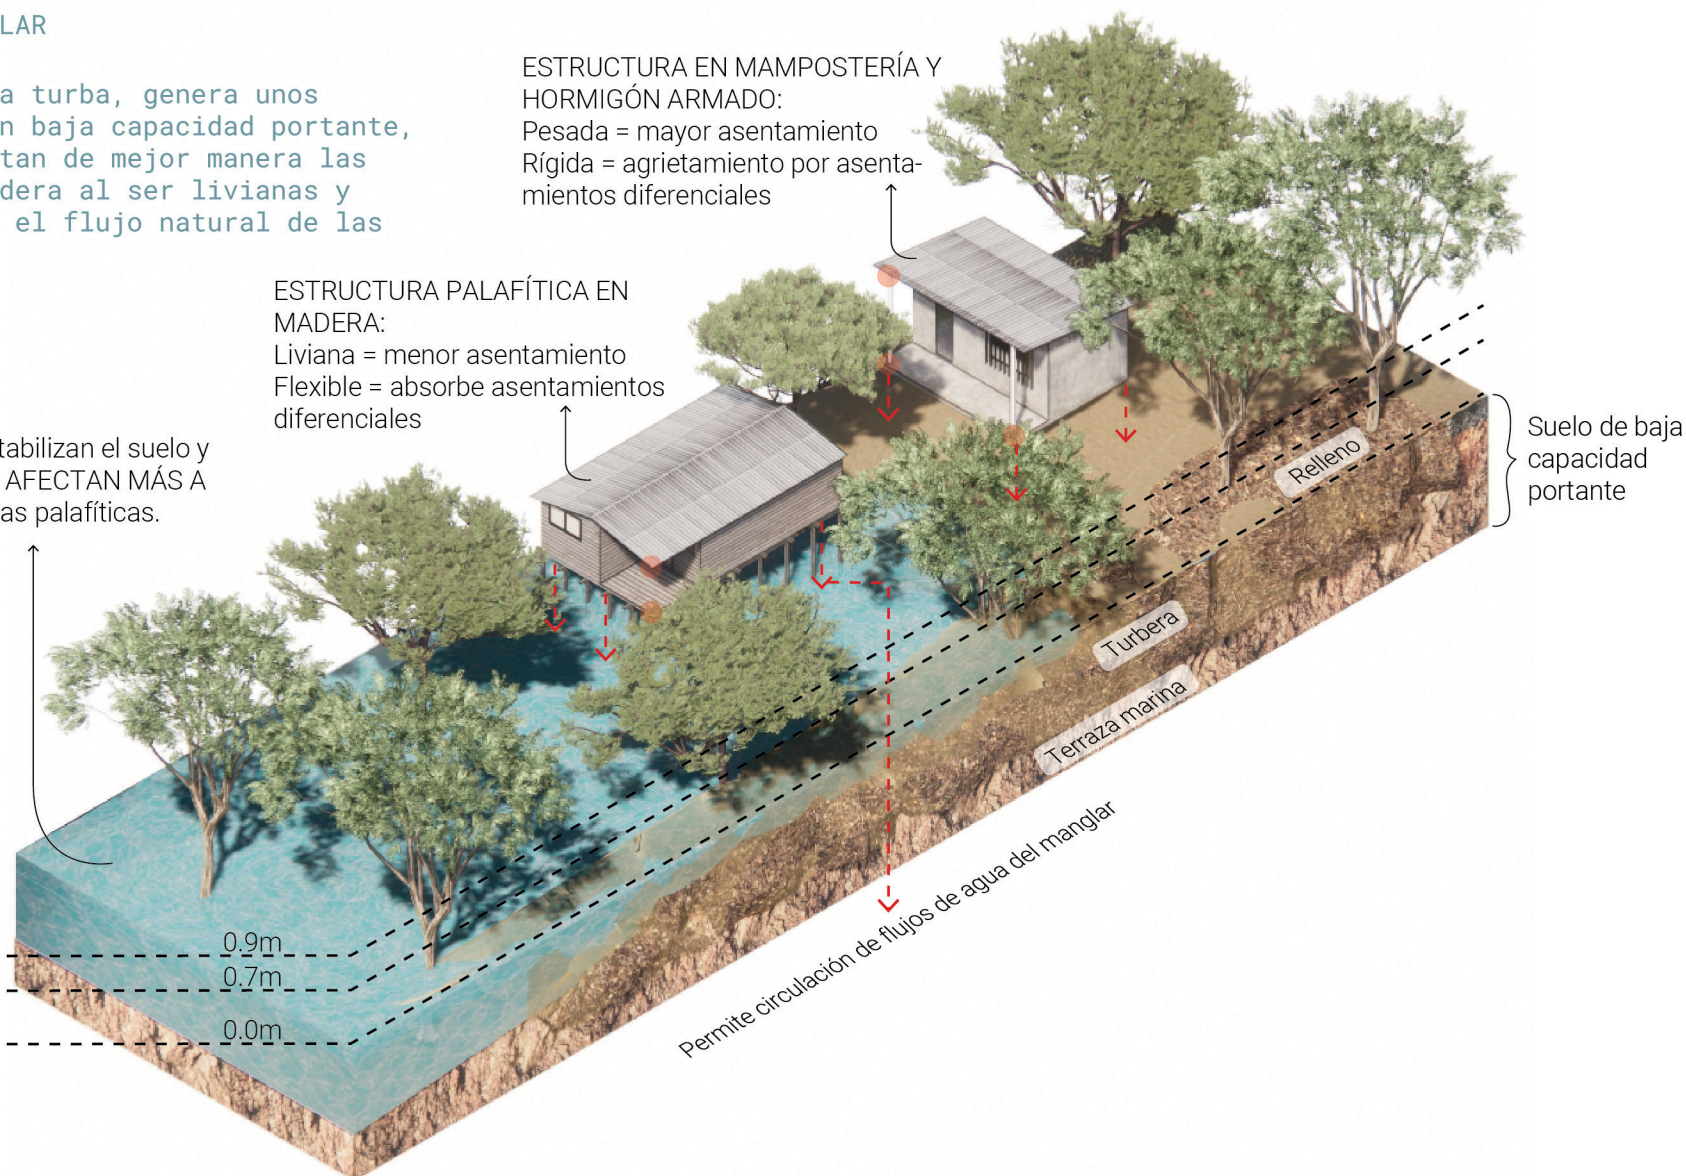 LAR
a turba, genera unos
n baja capacidad portante,
tan de mejor manera las
dera al ser livianas y
el flujo natural de las
ESTRUCTURA EN MAMPOSTERÍA Y
HORMIGÓN ARMADO:
Pesada = mayor asentamiento
Rígida = agrietamiento por asenta-
mientos diferenciales
ESTRUCTURA PALAFÍTICA EN
MADERA:
Liviana = menor asentamiento
Flexible = absorbe asentamientos
diferenciales
tabilizan el suelo y
AFECTAN MÁS A
as palafíticas.
Suelo de baja
capacidad
portante
Relleno
Turbera
Terraza marina
Permite circulación de flujos de agua del manglar
0.9m
0.7m
0.0m